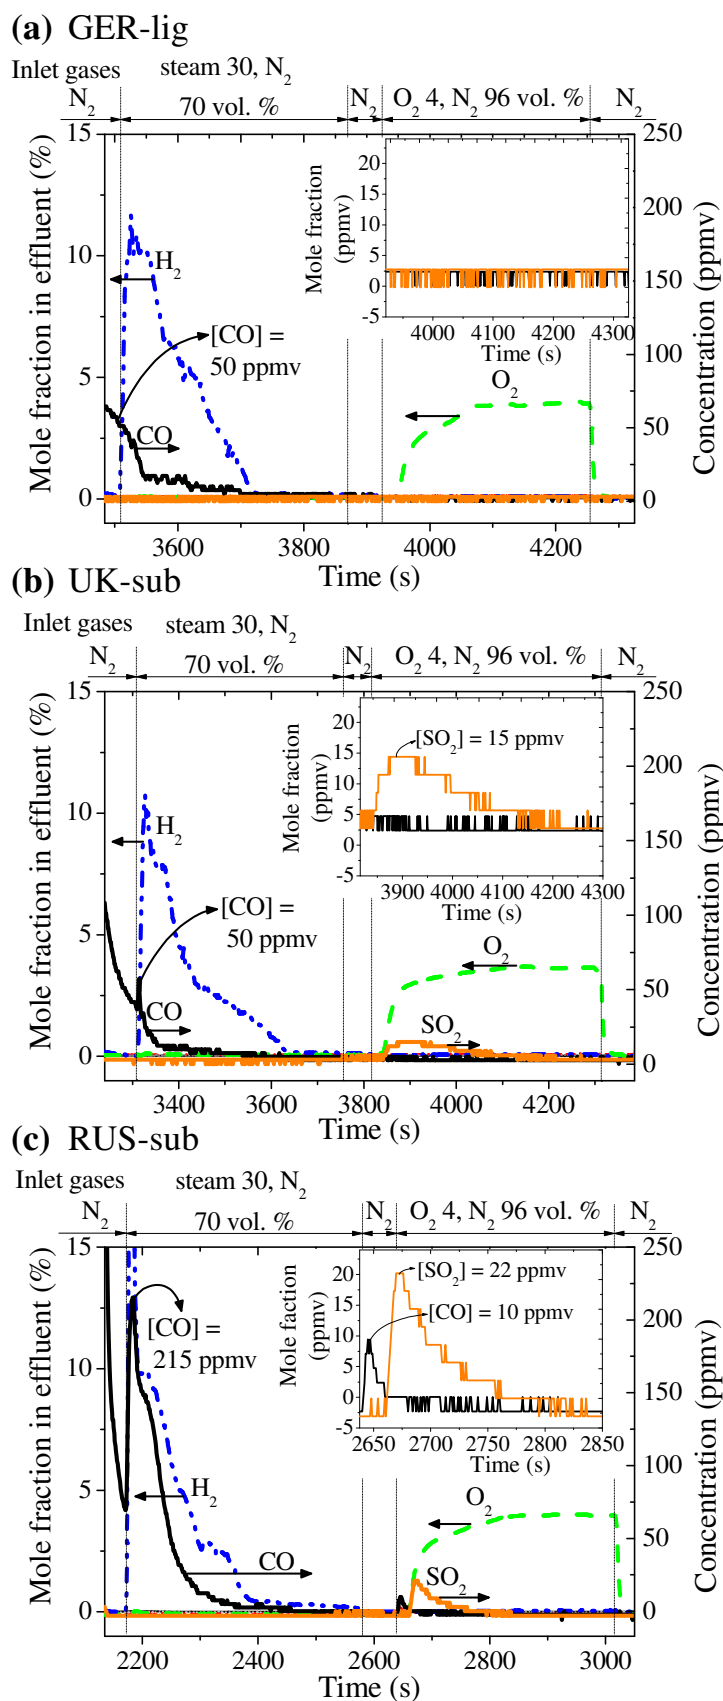 (a) GER-lig
Inlet gases steam 30, N2
N2 70 vol. % N2 O2 4, N2 96 vol. % N2
15 250
Mole fraction in effluent (%)
Concentration (ppmv)
10 200
150
5 100
50
0 0
H2
[CO] =
50 ppmv
CO
O2
Mole fraction
(ppmv)
20
15
10
5
0
-5
4000 4050 4100 4150 4200 4250 4300
Time (s)
3600 3800 4000 4200
Time (s)
(b) UK-sub
Inlet gases steam 30, N2
N2 70 vol. % N2 O2 4, N2 96 vol. % N2
15 250
Mole fraction in effluent (%)
Concentration (ppmv)
10 200
150
5 100
50
0 0
H2
[CO] =
50 ppmv
CO
O2
SO2
Mole fraction
(ppmv)
20
15
10
5
0
-5
[SO2] = 15 ppmv
3900 4000 4100 4200 4300
Time (s)
3400 3600 3800 4000 4200
Time (s)
(c) RUS-sub
Inlet gases steam 30, N2
N2 70 vol. % N2 O2 4, N2 96 vol. % N2
15 250
Mole fraction in effluent (%)
Concentration (ppmv)
10 200
150
5 100
50
0 0
[CO] =
215 ppmv
H2
CO
O2
SO2
Mole faction
(ppmv)
20
15
10
5
0
-5
[SO2] = 22 ppmv
[CO] = 10 ppmv
2650 2700 2750 2800 2850
Time (s)
2200 2400 2600 2800 3000
Time (s)